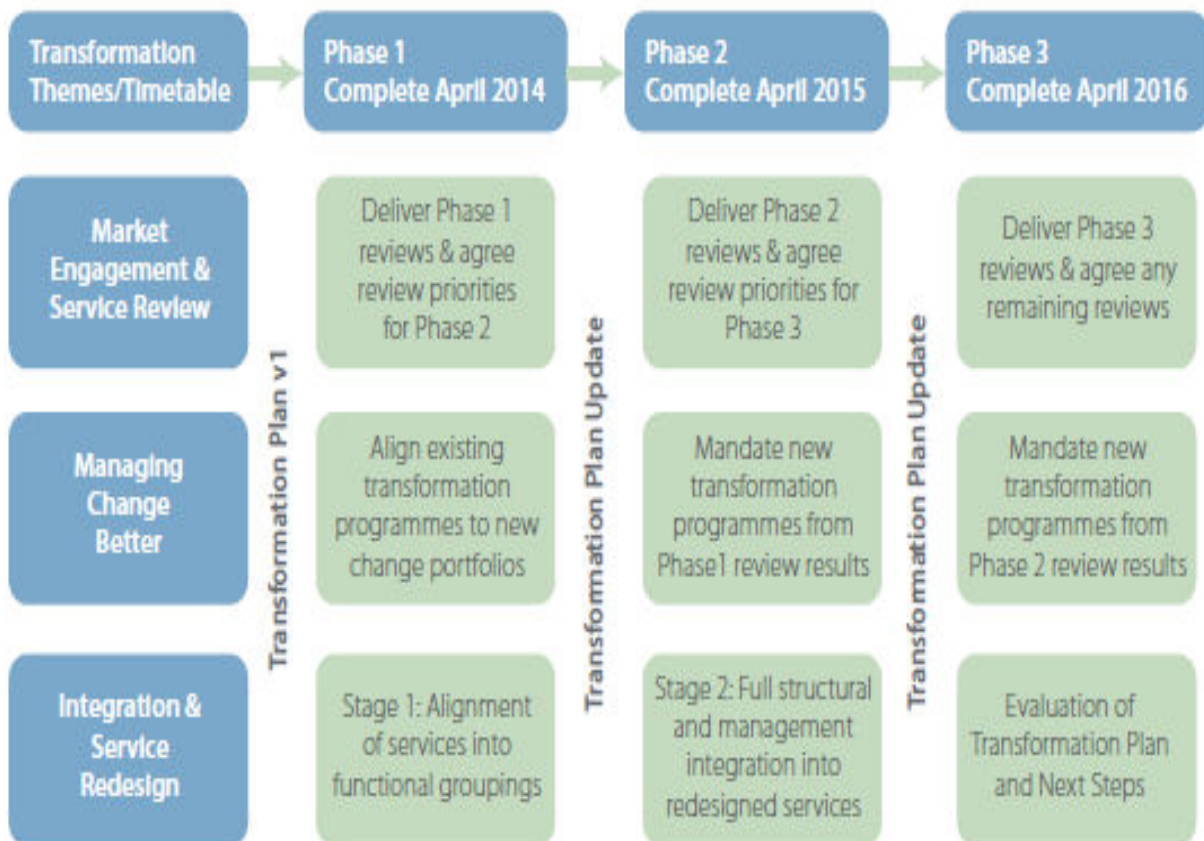 Transformation
Themes/Timetable
Phase 1
Complete April 2014
Phase 2
Complete April 2015
Phase 3
Complete April 2016
Market
Engagement &
Service Review
Transformation Plan v1
Deliver Phase 1
reviews & agree
review priorities
for Phase 2
Transformation Plan Update
Deliver Phase 2
reviews & agree
review priorities for
Phase 3
Transformation Plan Update
Deliver Phase 3
reviews & agree any
remaining reviews
Managing
Change
Better
Align existing
transformation
programmes to new
change portfolios
Mandate new
transformation
programmes from
Phase1 review results
Mandate new
transformation
programmes from
Phase 2 review results
Integration &
Service
Redesign
Stage 1: Alignment
of services into
functional groupings
Stage 2: Full structural
and management
integration into
redesigned services
Evaluation of
Transformation Plan
and Next Steps